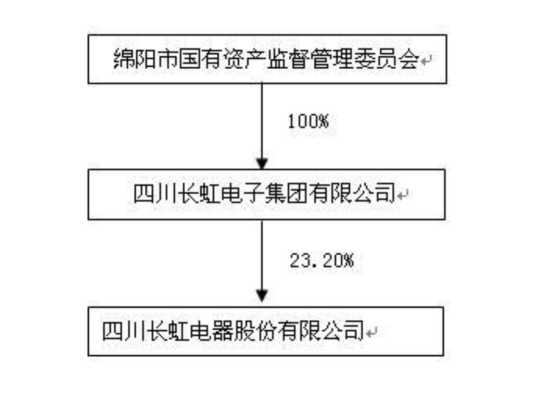 绵阳市国有资产监督管理委员会
100%
四川长虹电子集团有限公司
23.20%
四川长虹电器股份有限公司